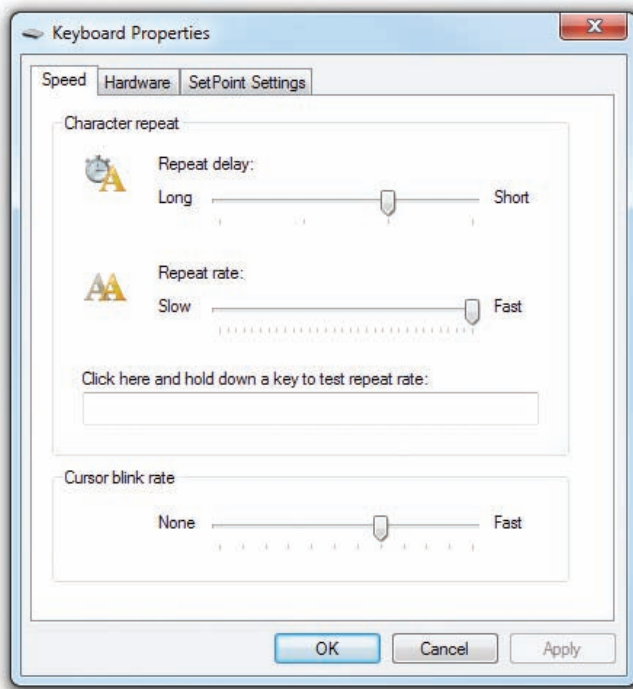 Keyboard Properties
Speed Hardware SetPoint Settings
Character repeat
Repeat delay:
Long Short
Repeat rate:
Slow Fast
Click here and hold down a key to test repeat rate:
Cursor blink rate
None Fast
OK Cancel Apply